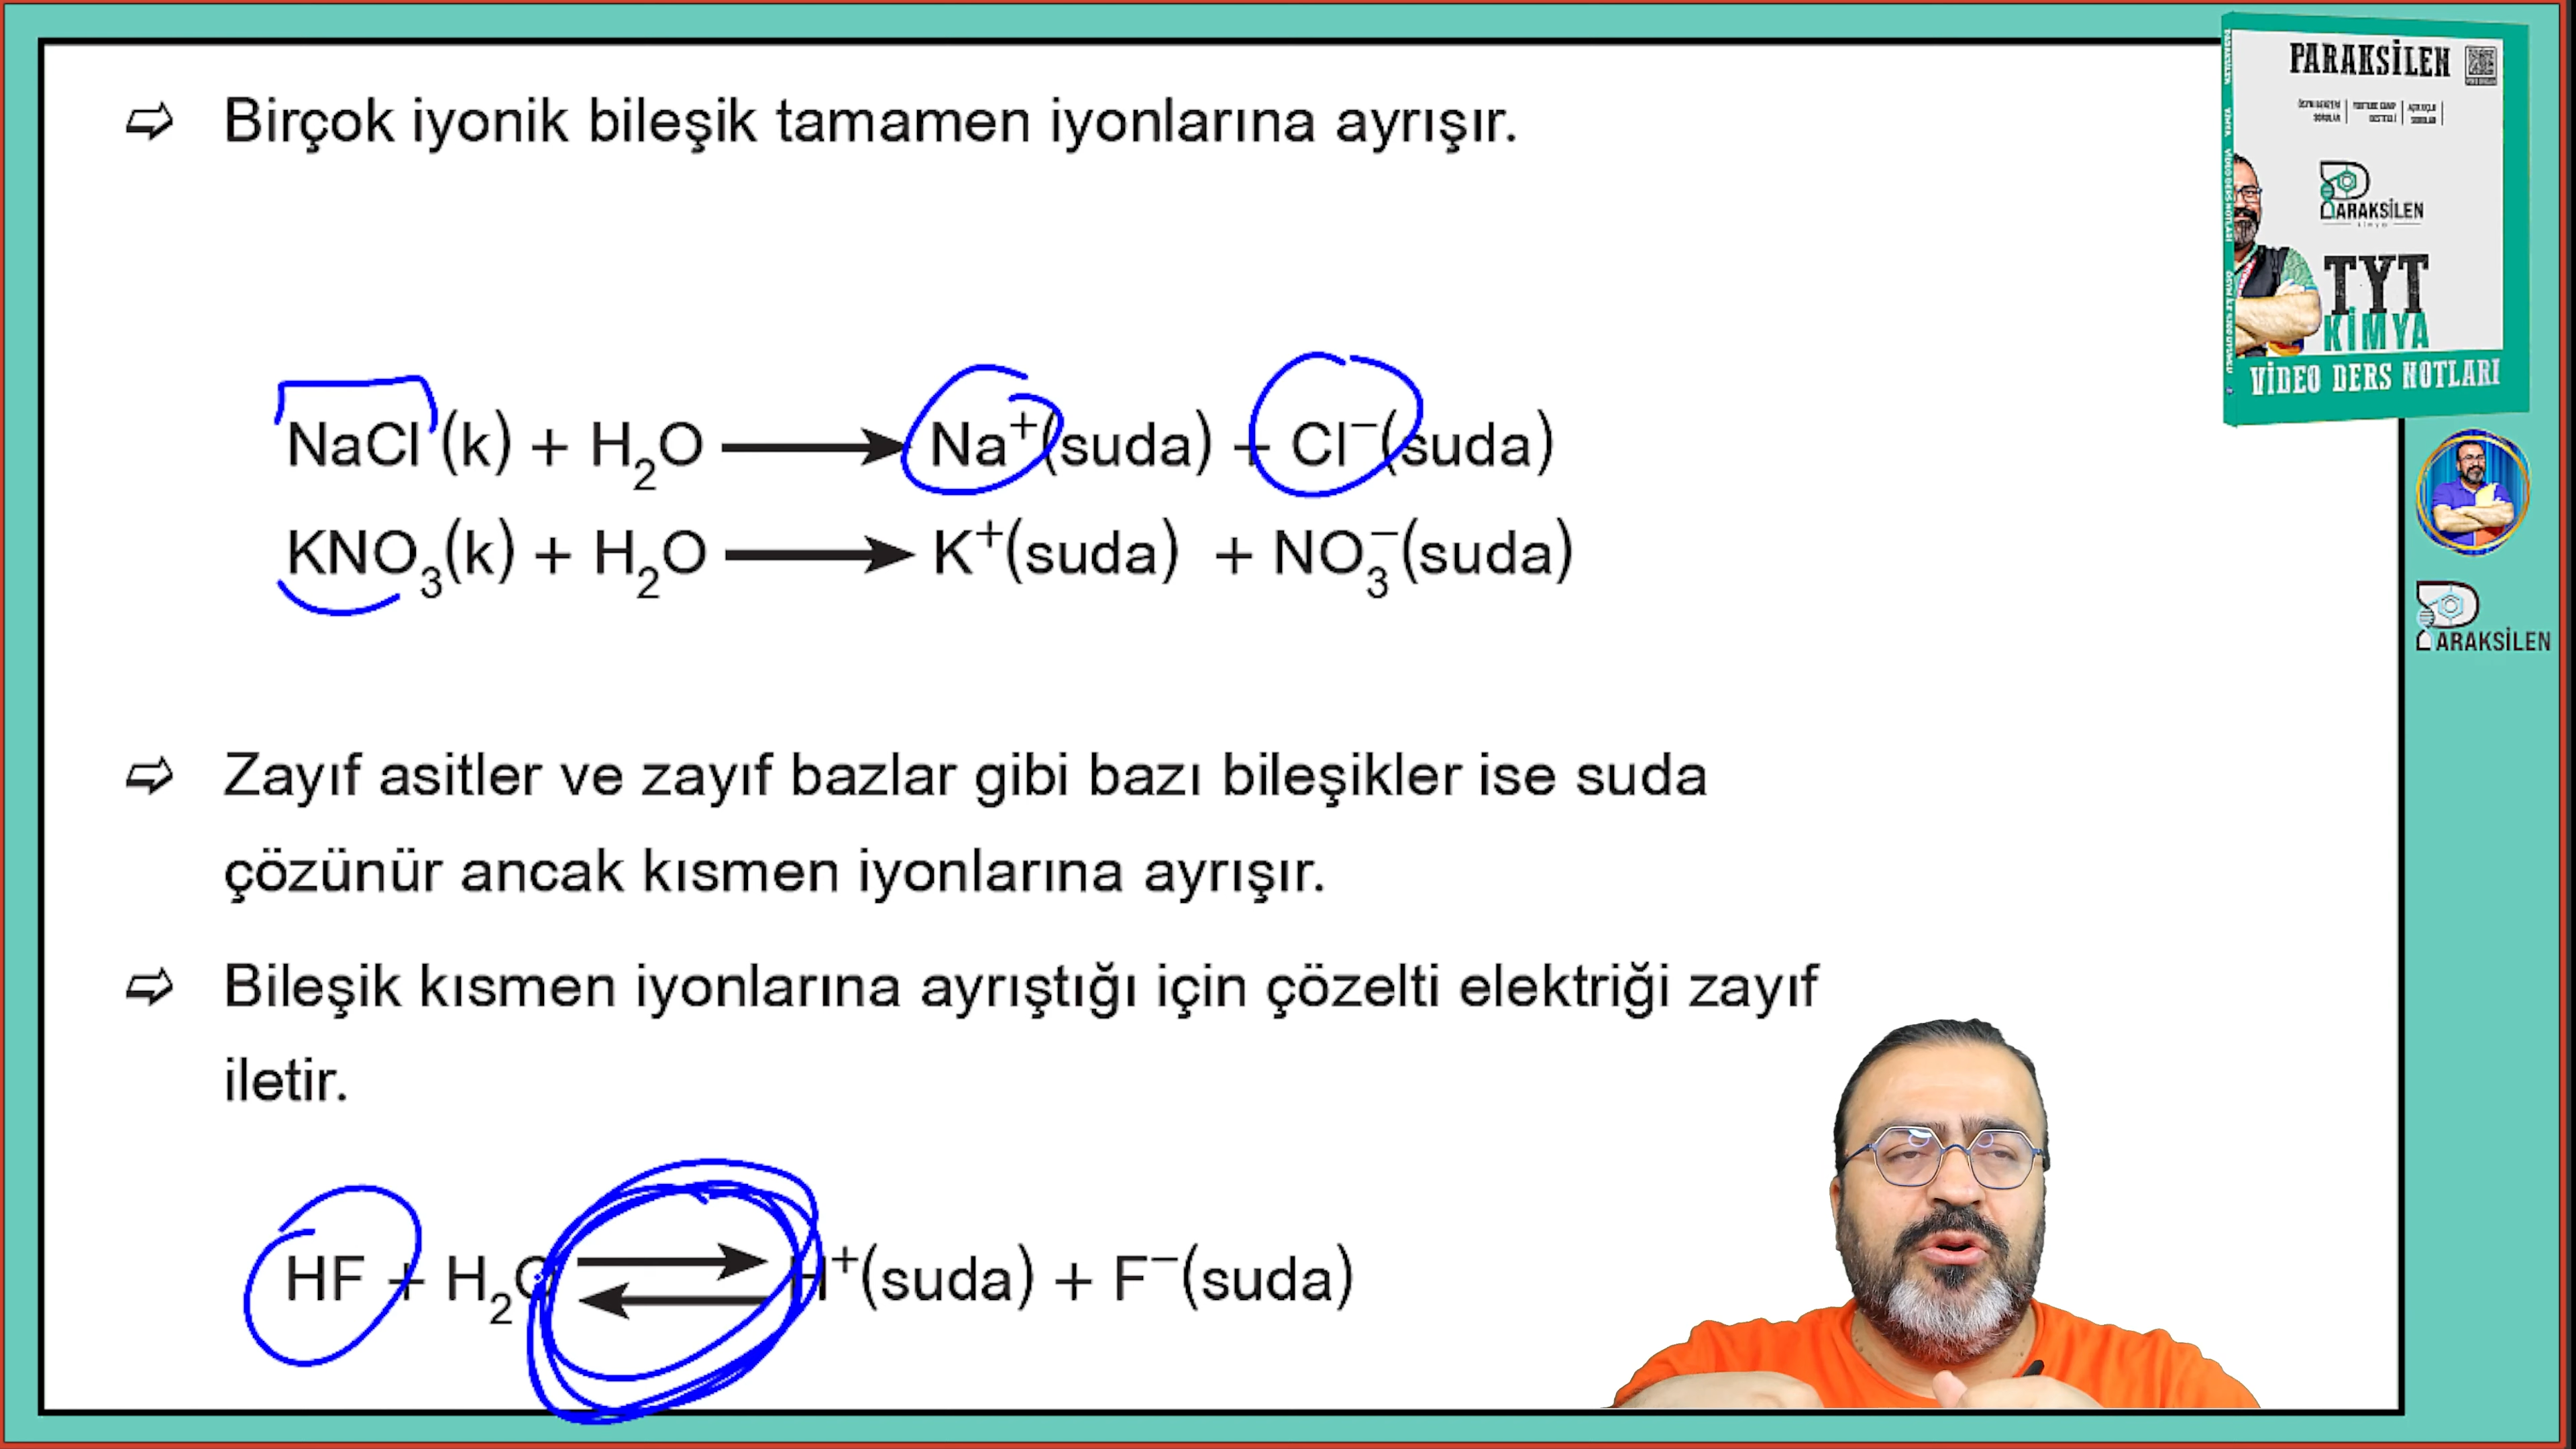 Birçok iyonik bileşik tamamen iyonlarına ayrışır.
NaCl (k) + H₂O ⟶ Na⁺(suda) + Cl⁻(suda)
KNO₃(k) + H₂O ⟶ K⁺(suda) + NO₃⁻(suda)
Zayıf asitler ve zayıf bazlar gibi bazı bileşikler ise suda
çözünür ancak kısmen iyonlarına ayrışır.
Bileşik kısmen iyonlarına ayrıştığı için çözelti elektriği zayıf
iletir.
HF + H₂O ⇄ H⁺(suda) + F⁻(suda)
PARAKSİLEN
PARAKSİLEN
kimya
TYT
KİMYA
VİDEO DERS NOTLARI
PARAKSİLEN